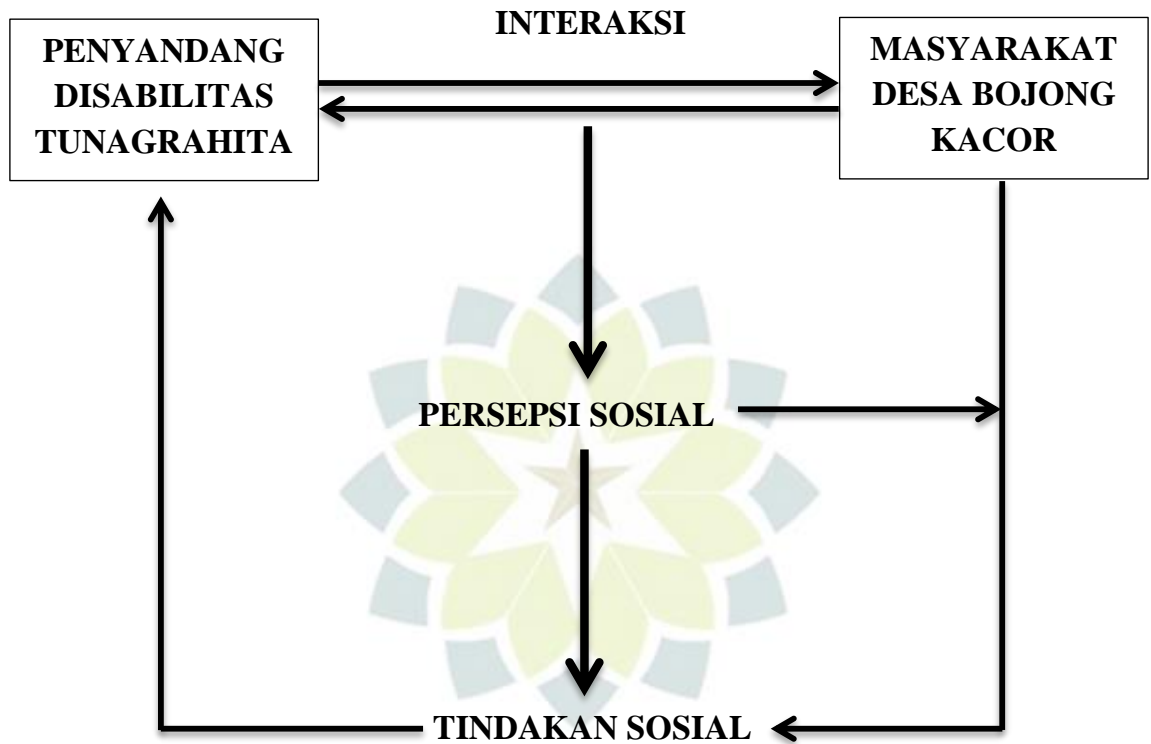 INTERAKSI
PENYANDANG
DISABILITAS
TUNAGRAHITA
MASYARAKAT
DESA BOJONG
KACOR
PERSEPSI SOSIAL
TINDAKAN SOSIAL